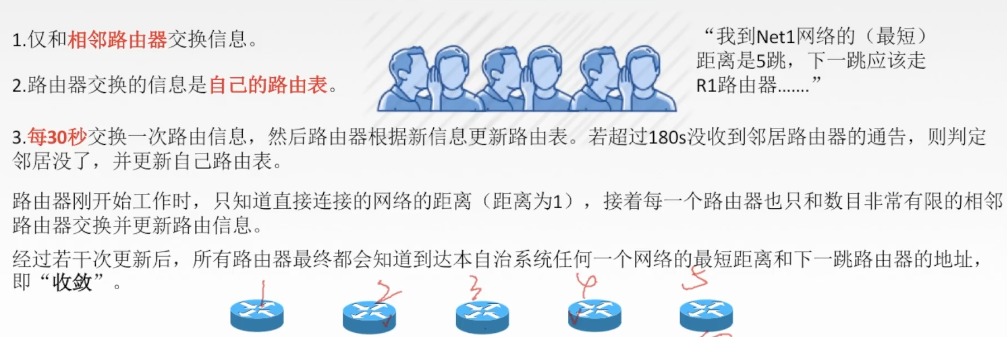 1.仅和相邻路由器交换信息。
2.路由器交换的信息是自己的路由表。
“我到Net1网络的（最短）
距离是5跳，下一跳应该走
R1路由器.......”
3.每30秒交换一次路由信息，然后路由器根据新信息更新路由表。若超过180s没收到邻居路由器的通告，则判定
邻居没了，并更新自己路由表。
路由器刚开始工作时，只知道直接连接的网络的距离（距离为1），接着每一个路由器也只和数目非常有限的相邻
路由器交换并更新路由信息。
经过若干次更新后，所有路由器最终都会知道到达本自治系统任何一个网络的最短距离和下一跳路由器的地址，
即“收敛”。
1 2 3 4 5